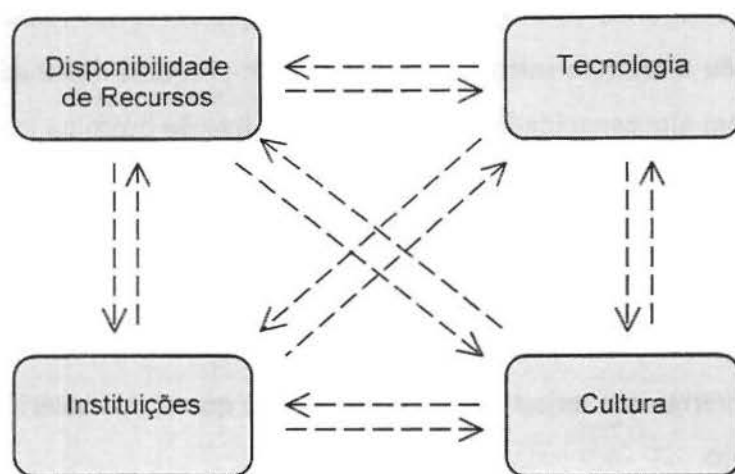 Disponibilidade
de Recursos
Tecnologia
Instituições
Cultura